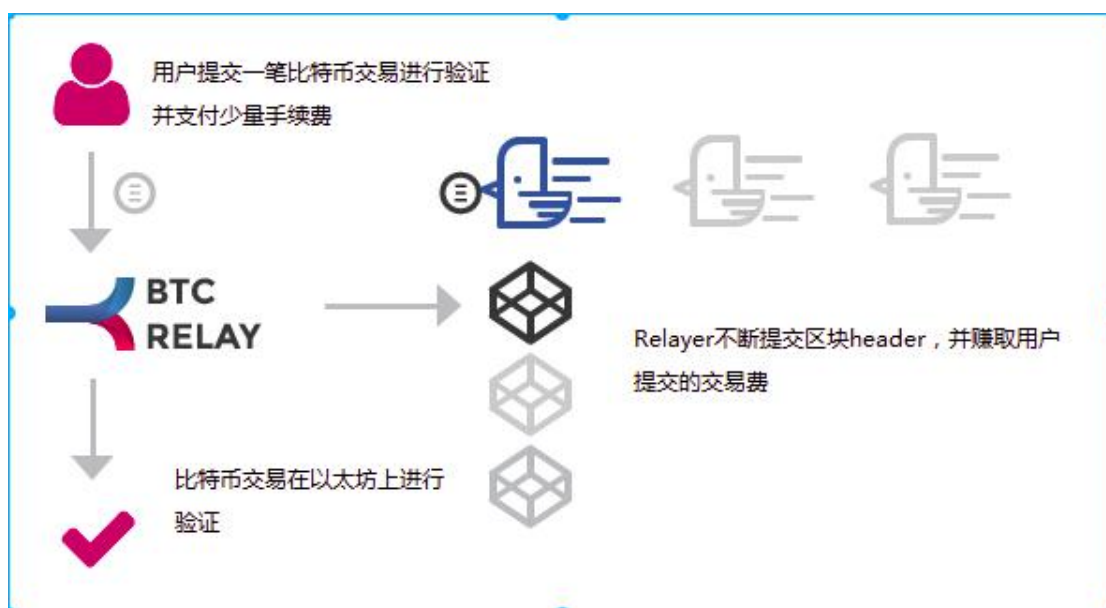 用户提交一笔比特币交易进行验证
并支付少量手续费
BTC
RELAY
Relayer不断提交区块header，并赚取用户
提交的交易费
比特币交易在以太坊上进行
验证